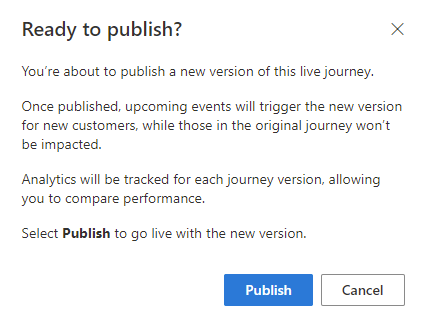 Ready to publish?
You’re about to publish a new version of this live journey.
Once published, upcoming events will trigger the new version
for new customers, while those in the original journey won’t
be impacted.
Analytics will be tracked for each journey version, allowing
you to compare performance.
Select Publish to go live with the new version.
Publish
Cancel